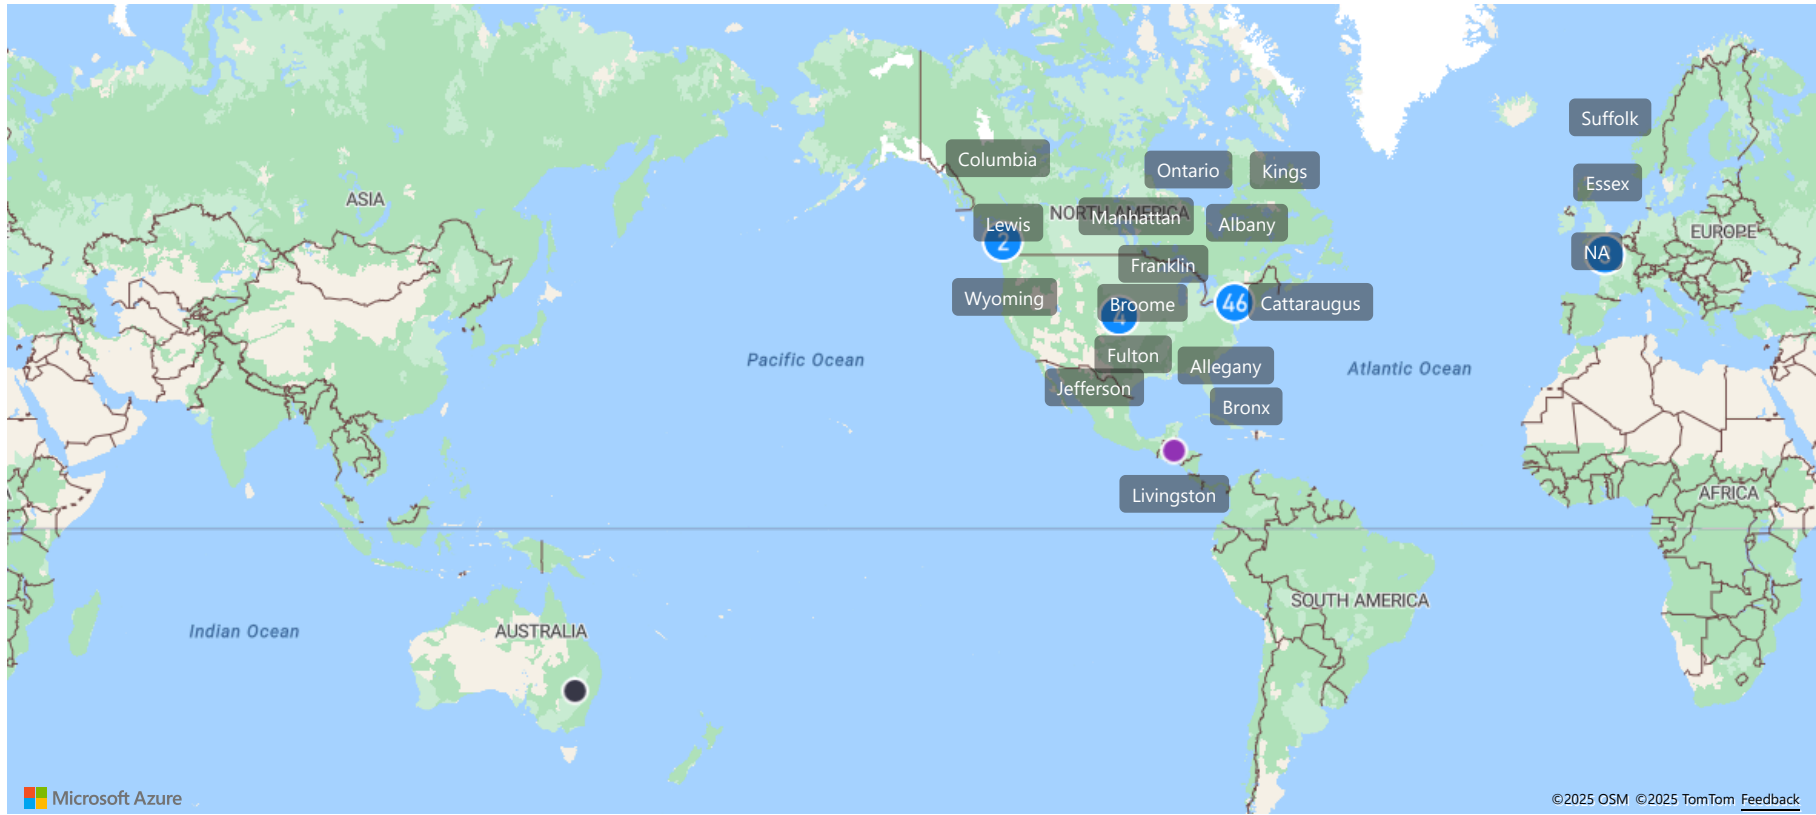 Suffolk
Columbia
Ontario
Kings
Essex
ASIA
NORTH AMERICA
Manhattan
Lewis
Albany
2
EUROPE
NA
Franklin
Wyoming
Broome
4
46
Cattaraugus
Pacific Ocean
Fulton
Allegany
Atlantic Ocean
Jefferson
Bronx
Livingston
AFRICA
SOUTH AMERICA
Indian Ocean
AUSTRALIA
Microsoft Azure
©2025 OSM ©2025 TomTom Feedback